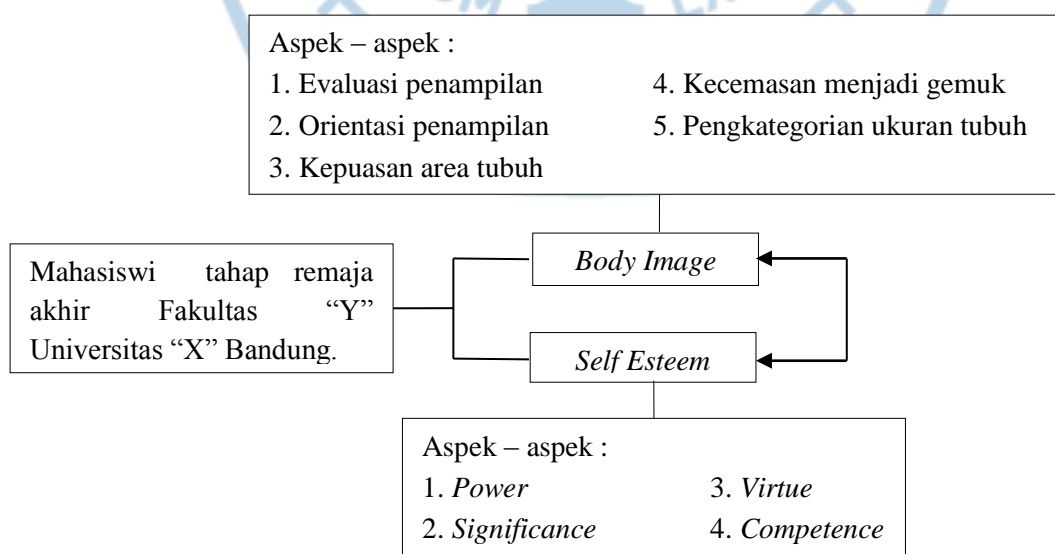 Aspek – aspek :
1. Evaluasi penampilan
2. Orientasi penampilan
3. Kepuasan area tubuh
4. Kecemasan menjadi gemuk
5. Pengkategorian ukuran tubuh
Mahasiswi tahap remaja
akhir Fakultas “Y”
Universitas “X” Bandung.
Body Image
Self Esteem
Aspek – aspek :
1. Power
2. Significance
3. Virtue
4. Competence